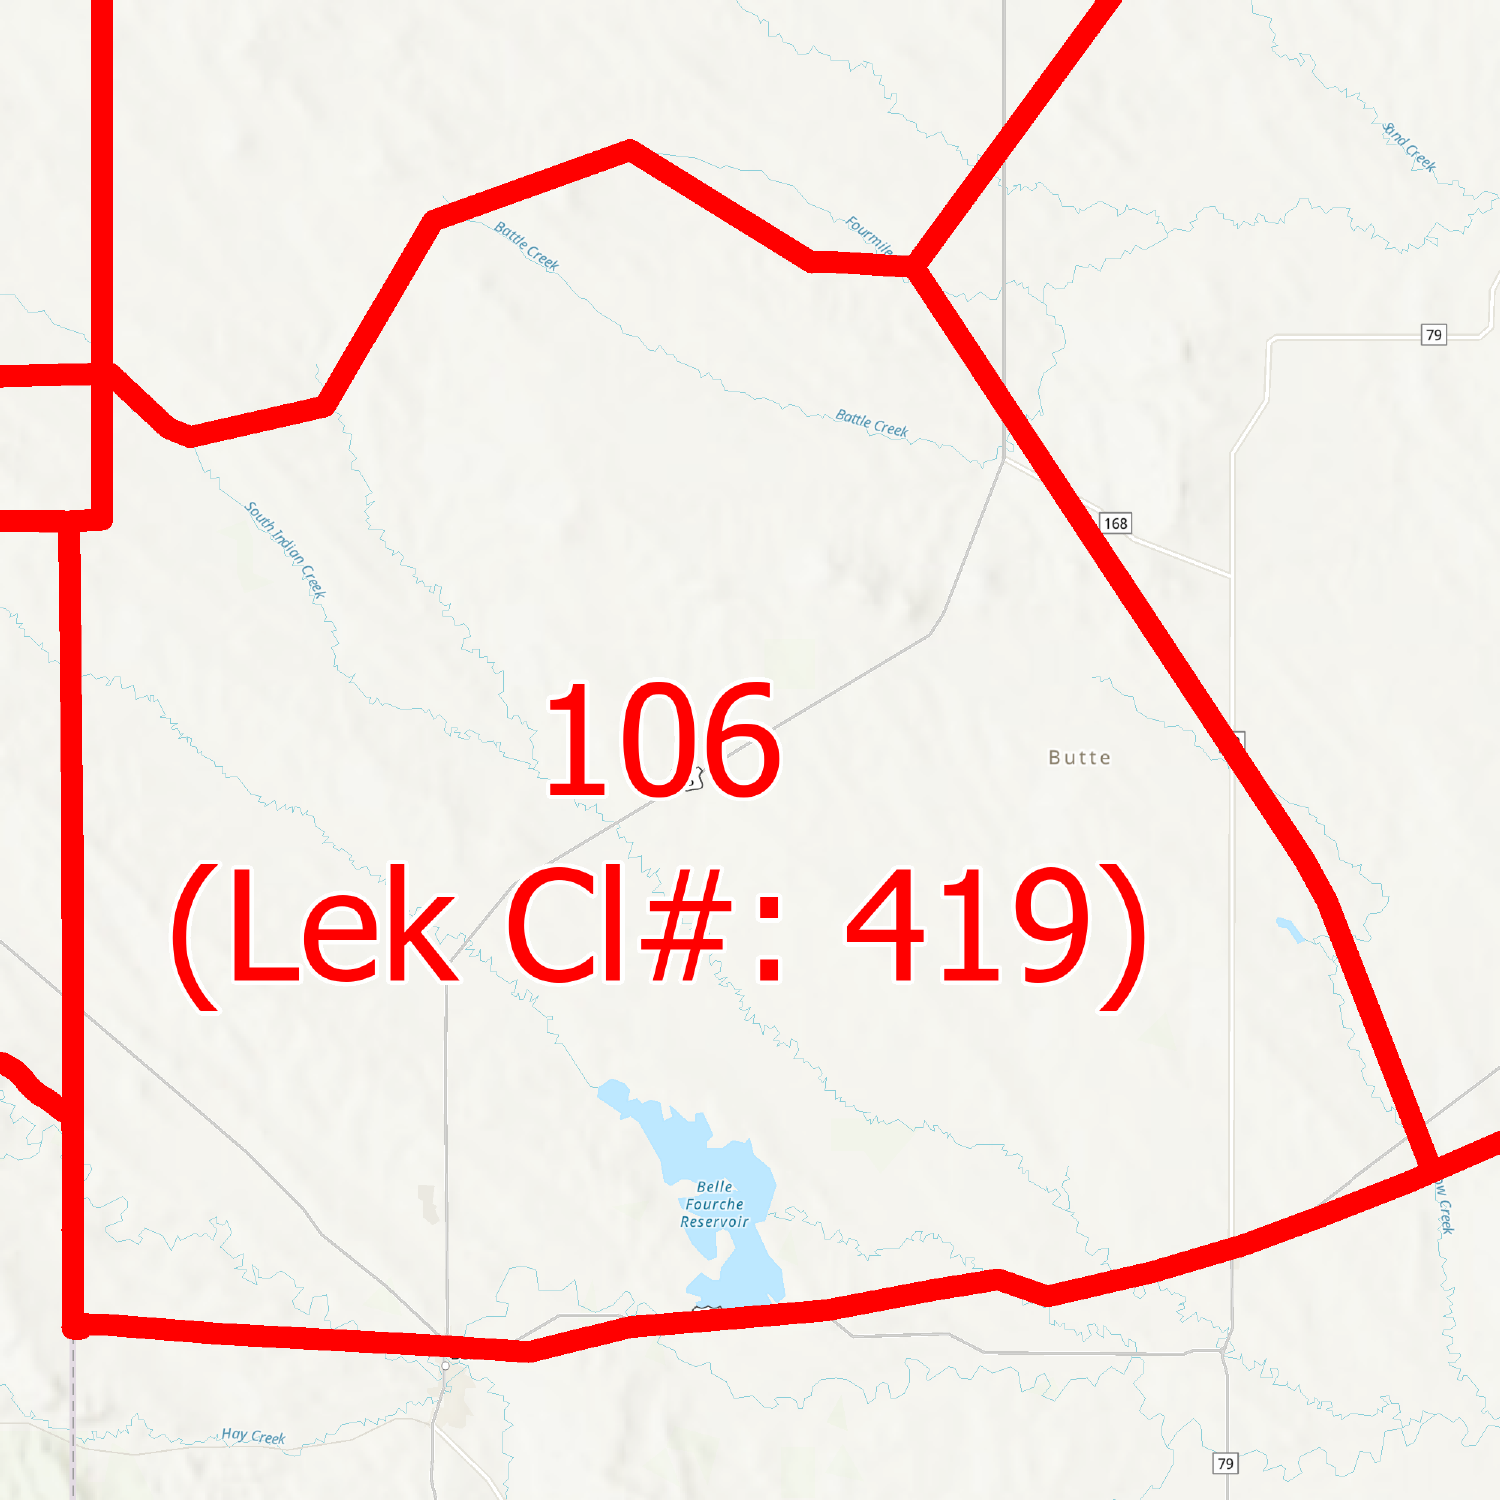 Sand Creek
Fourmile
Battle Creek
79
Battle Creek
South Indian Creek
168
106
Butte
(Lek Cl#: 419)
Belle
Fourche
Reservoir
Creek
Hay Creek
79